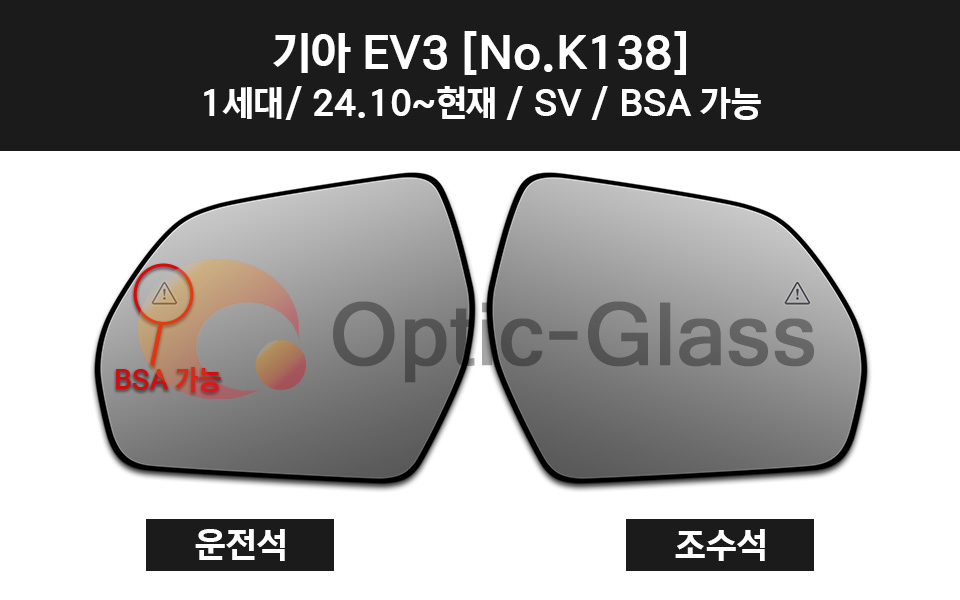 기아 EV3 [No.K138]
1세대/ 24.10~현재 / SV / BSA 가능
Optic-Glass
BSA 가능
운전석
조수석